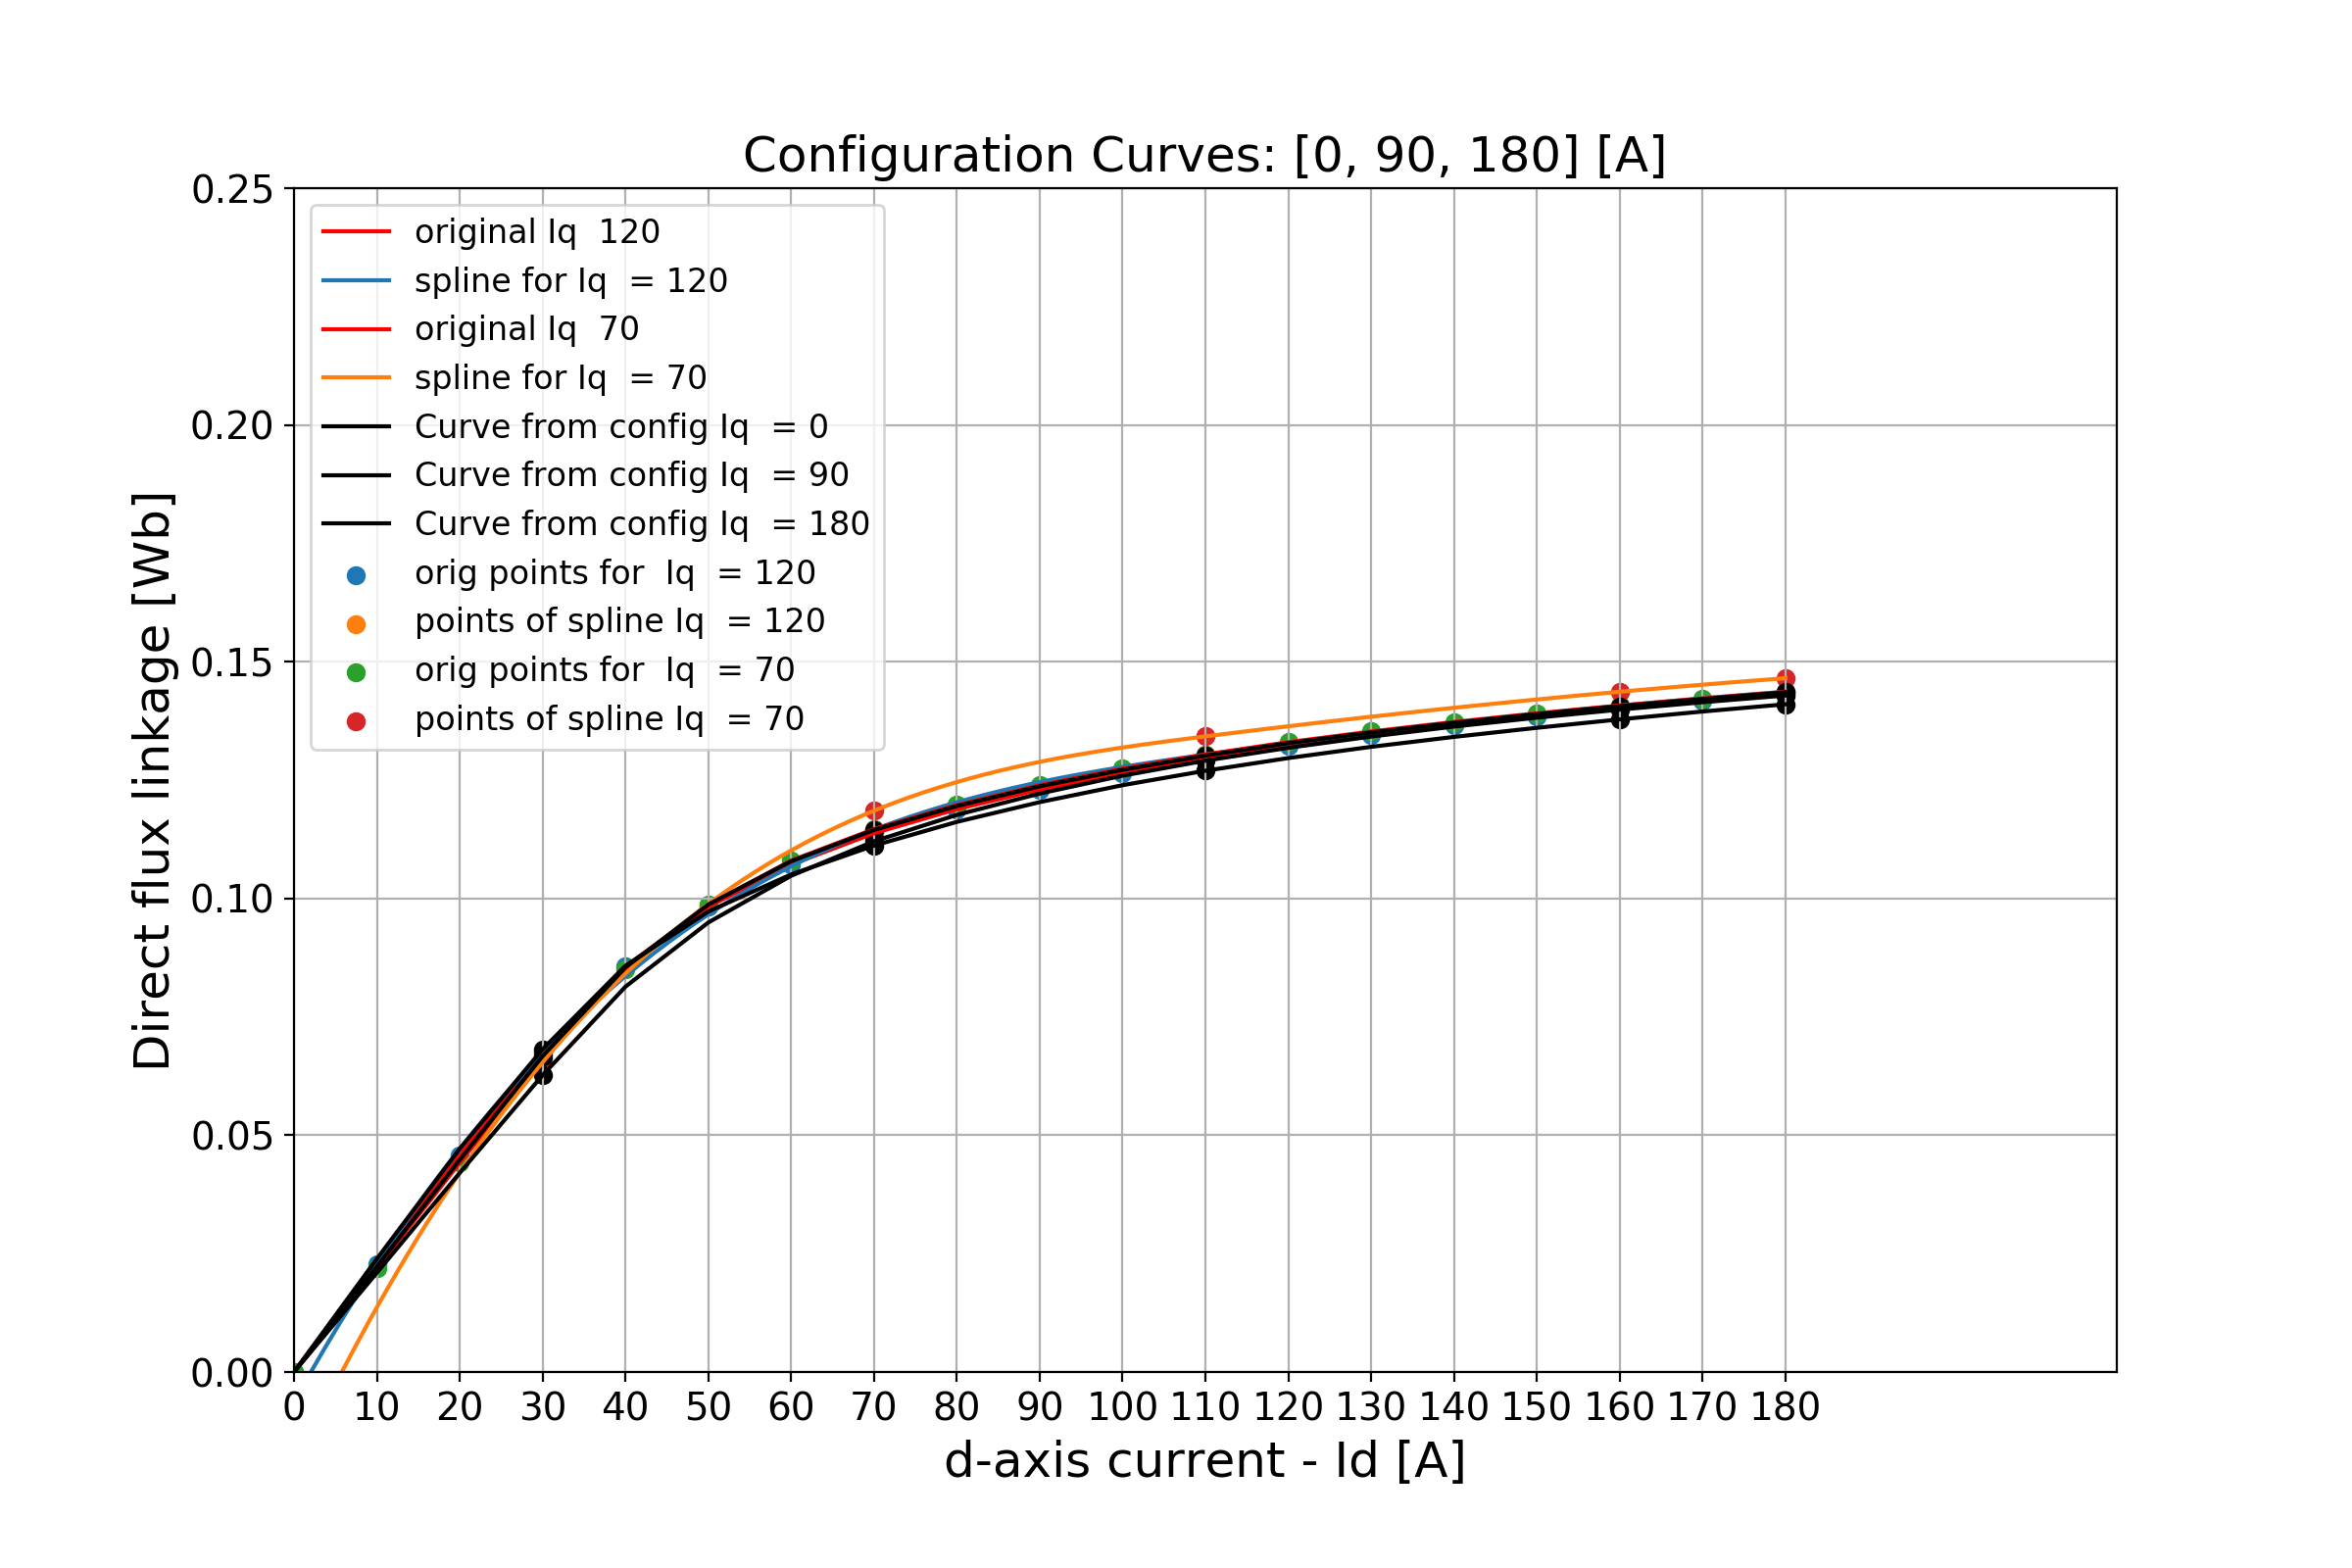 Configuration Curves: [0, 90, 180] [A]
0.25
0.20
0.15
0.10
0.05
0.00
Direct flux linkage [Wb]
original Iq  120
spline for Iq  = 120
original Iq  70
spline for Iq  = 70
Curve from config Iq  = 0
Curve from config Iq  = 90
Curve from config Iq  = 180
orig points for  Iq  = 120
points of spline Iq  = 120
orig points for  Iq  = 70
points of spline Iq  = 70
0 10 20 30 40 50 60 70 80 90 100 110 120 130 140 150 160 170 180
d-axis current - Id [A]